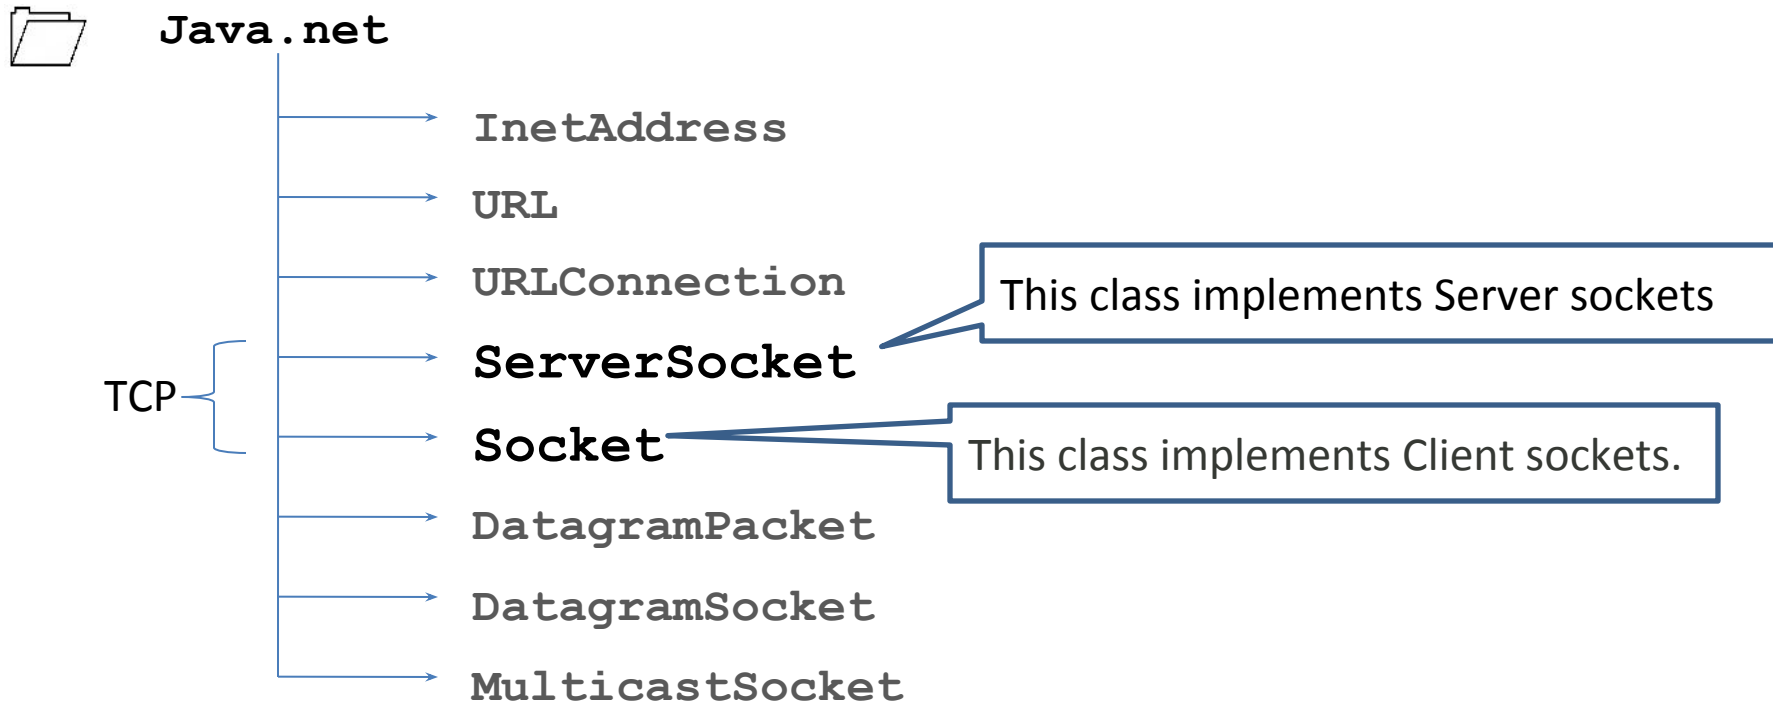 Java.net
InetAddress
URL
URLConnection
This class implements Server sockets
ServerSocket
TCP
Socket
This class implements Client sockets.
DatagramPacket
DatagramSocket
MulticastSocket